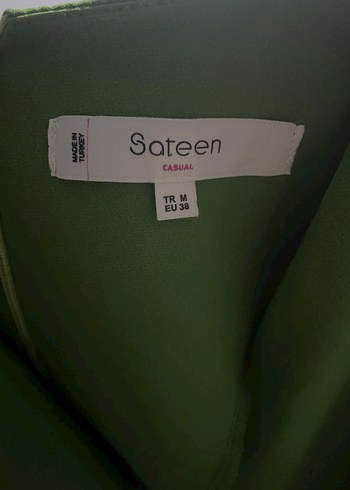 MADE IN
TURKEY
Sateen
CASUAL
TR M
EU 38